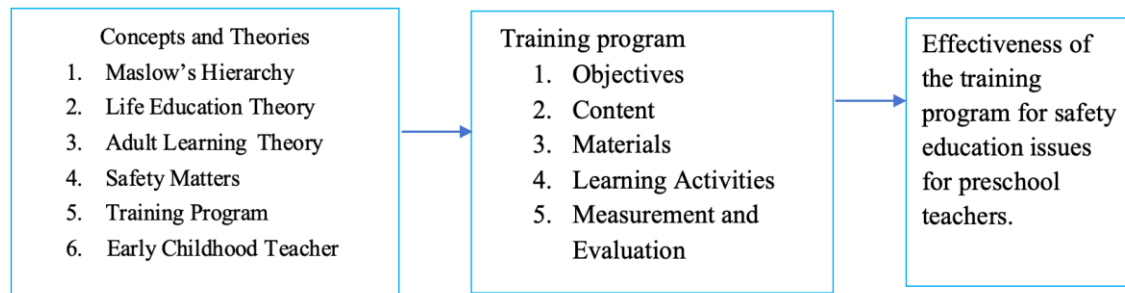 Concepts and Theories
1. Maslow's Hierarchy
2. Life Education Theory
3. Adult Learning Theory
4. Safety Matters
5. Training Program
6. Early Childhood Teacher
Training program
1. Objectives
2. Content
3. Materials
4. Learning Activities
5. Measurement and
Evaluation
Effectiveness of
the training
program for safety
education issues
for preschool
teachers.